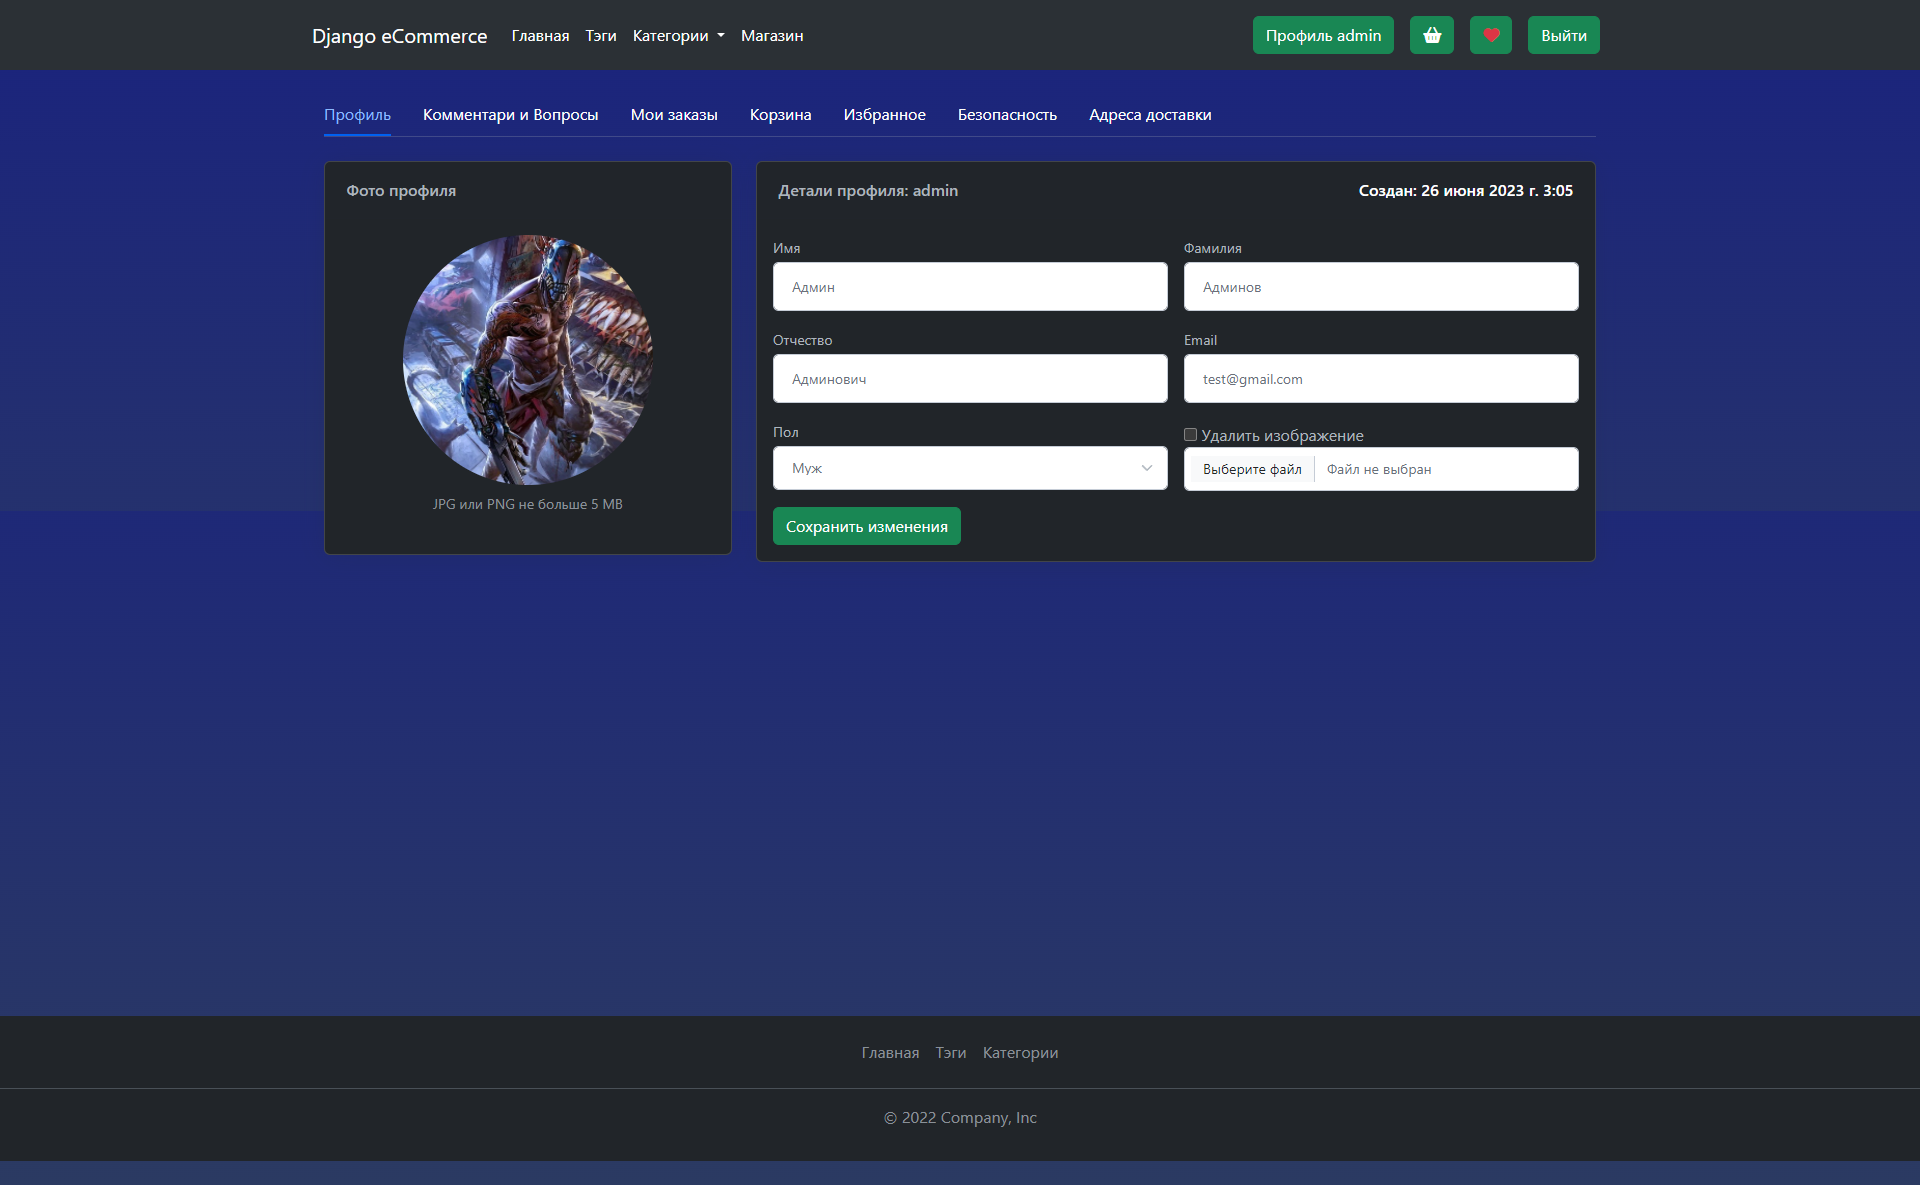 Django eCommerce Главная Тэги Категории Магазин Профиль admin Выйти
Профиль Комментари и Вопросы Мои заказы Корзина Избранное Безопасность Адреса доставки
Фото профиля
JPG или PNG не больше 5 MB
Детали профиля: admin Создан: 26 июня 2023 г. 3:05
Имя Фамилия
Админ Админов
Отчество Email
Админович test@gmail.com
Пол Удалить изображение
Муж Выберите файл Файл не выбран
Сохранить изменения
Главная Тэги Категории
© 2022 Company, Inc